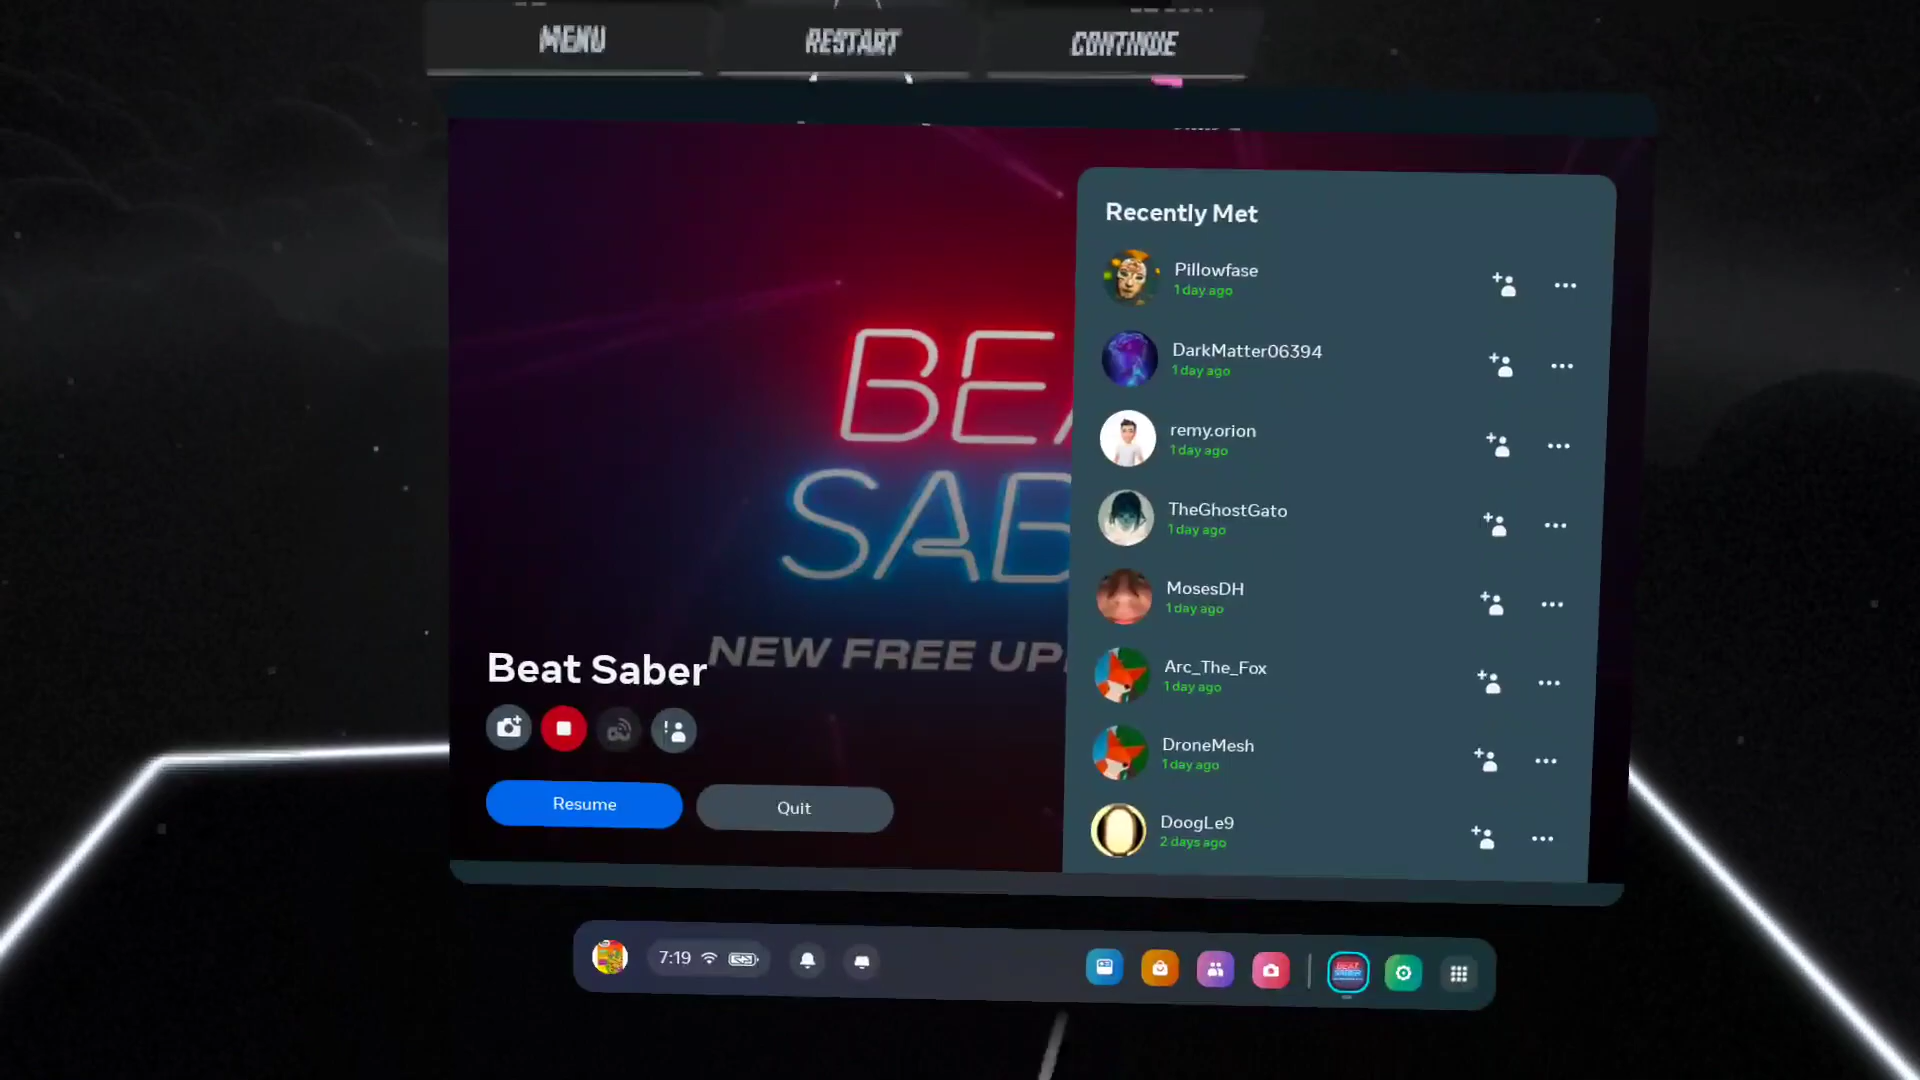 MENU
RESTART
CONTINUE
Recently Met
Pillowfase
1 day ago
DarkMatter06394
1 day ago
remy.orion
1 day ago
TheGhostGato
1 day ago
MosesDH
1 day ago
Arc_The_Fox
1 day ago
DroneMesh
1 day ago
DoogLe9
2 days ago
BEA
SAB
NEW FREE UP
Beat Saber
Resume
Quit
7:19
BEAT
SABER